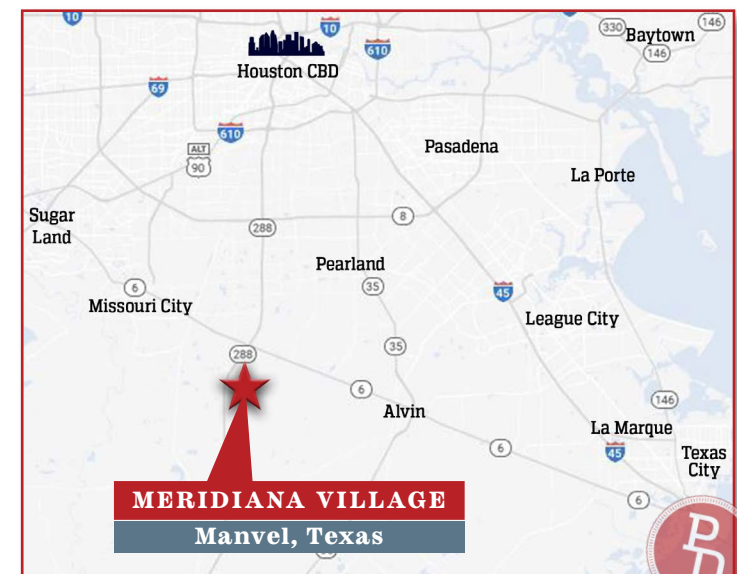 10
10
330
Baytown
146
610
146
Houston CBD
69
610
ALT
90
Pasadena
La Porte
Sugar
Land
288
8
Pearland
6
35
45
Missouri City
League City
288
35
6
146
Alvin
La Marque
6
45
Texas
City
6
MERIDIANA VILLAGE
Manvel, Texas
PD